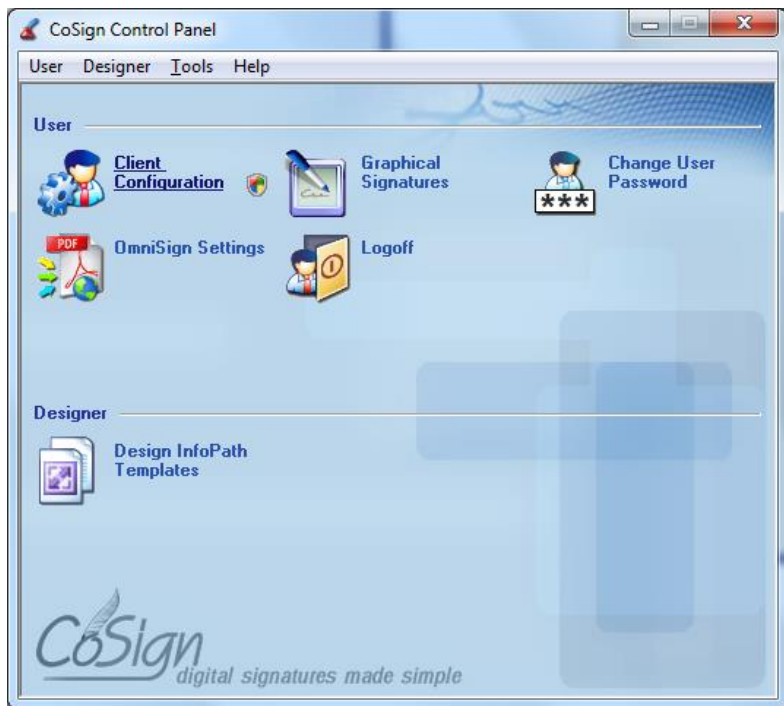 CoSign Control Panel
User Designer Tools Help
User
Client
Configuration
Graphical
Signatures
Change User
Password
***
PDF
OmniSign Settings
Logoff
Designer
Design InfoPath
Templates
CoSign
digital signatures made simple